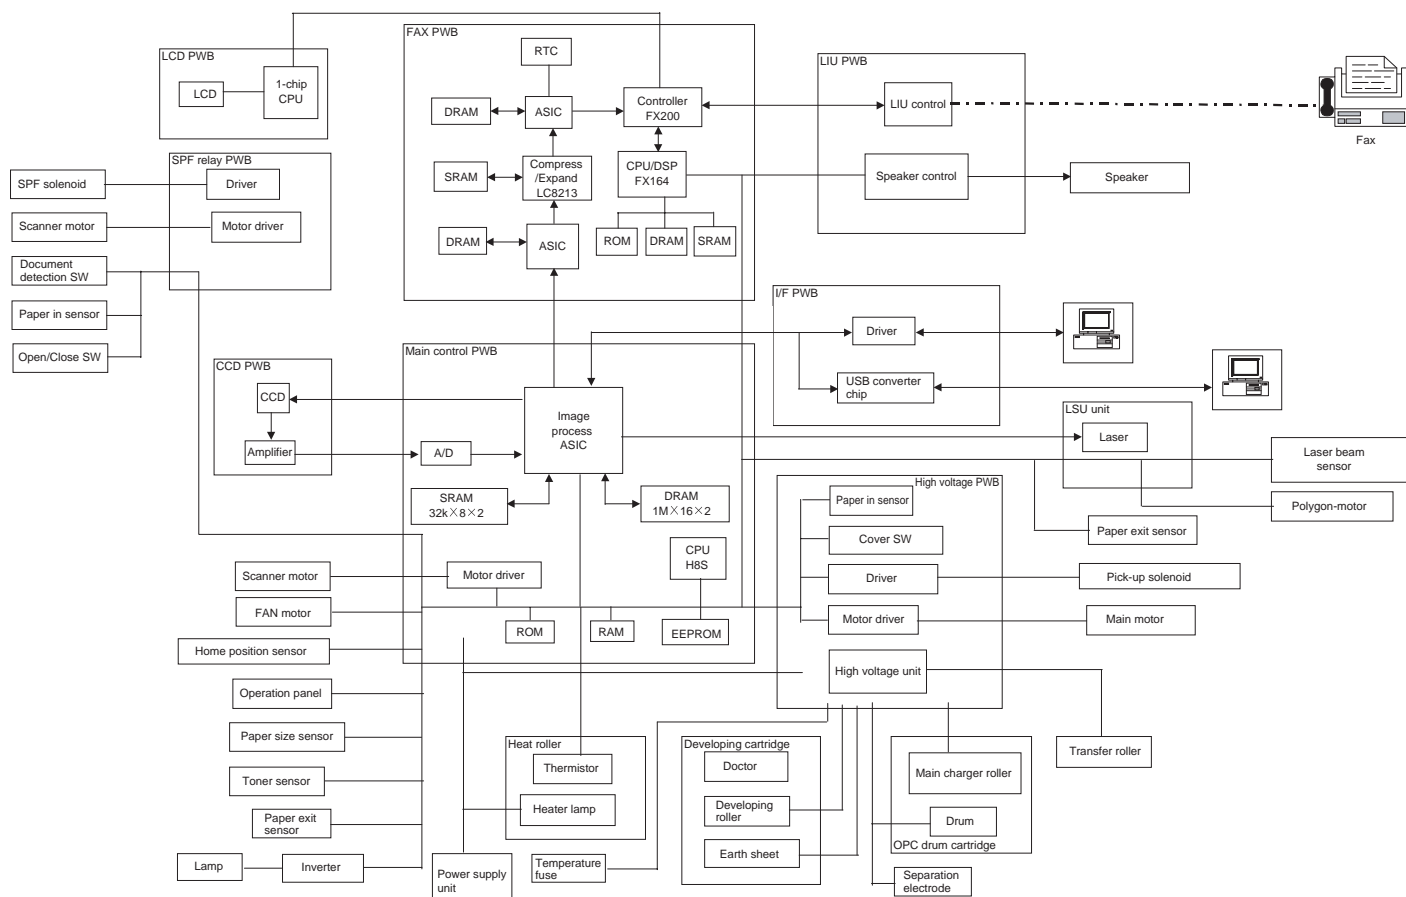 FAX PWB
LCD PWB
LCD
1-chip
CPU
RTC
DRAM
ASIC
Controller
FX200
SRAM
Compress
/Expand
LC8213
CPU/DSP
FX164
DRAM
ASIC
ROM
DRAM
SRAM
LIU PWB
LIU control
Speaker control
Speaker
Fax
SPF relay PWB
SPF solenoid
Driver
Scanner motor
Motor driver
Document
detection SW
Paper in sensor
Open/Close SW
CCD PWB
CCD
Amplifier
Main control PWB
Image
process
ASIC
A/D
SRAM
32k×8×2
DRAM
1M×16×2
CPU
H8S
Motor driver
ROM
RAM
EEPROM
I/F PWB
Driver
USB converter
chip
LSU unit
Laser
Laser beam
sensor
Polygon-motor
Paper exit sensor
High voltage PWB
Paper in sensor
Cover SW
Driver
Pick-up solenoid
Motor driver
Main motor
High voltage unit
Scanner motor
FAN motor
Home position sensor
Operation panel
Paper size sensor
Toner sensor
Paper exit
sensor
Lamp
Inverter
Power supply
unit
Heat roller
Thermistor
Heater lamp
Temperature
fuse
Developing cartridge
Doctor
Developing
roller
Earth sheet
Main charger roller
Drum
OPC drum cartridge
Separation
electrode
Transfer roller